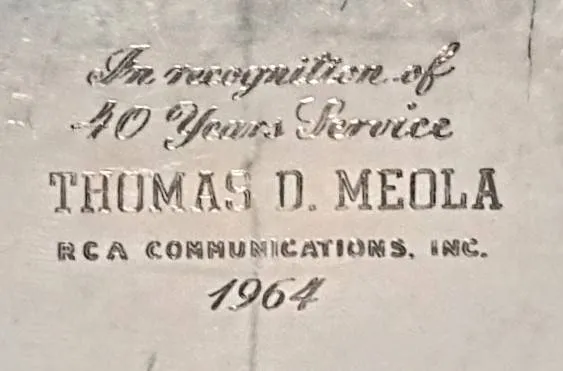 In recognition of
40 Years Service
THOMAS D. MEOLA
RCA COMMUNICATIONS, INC.
1964